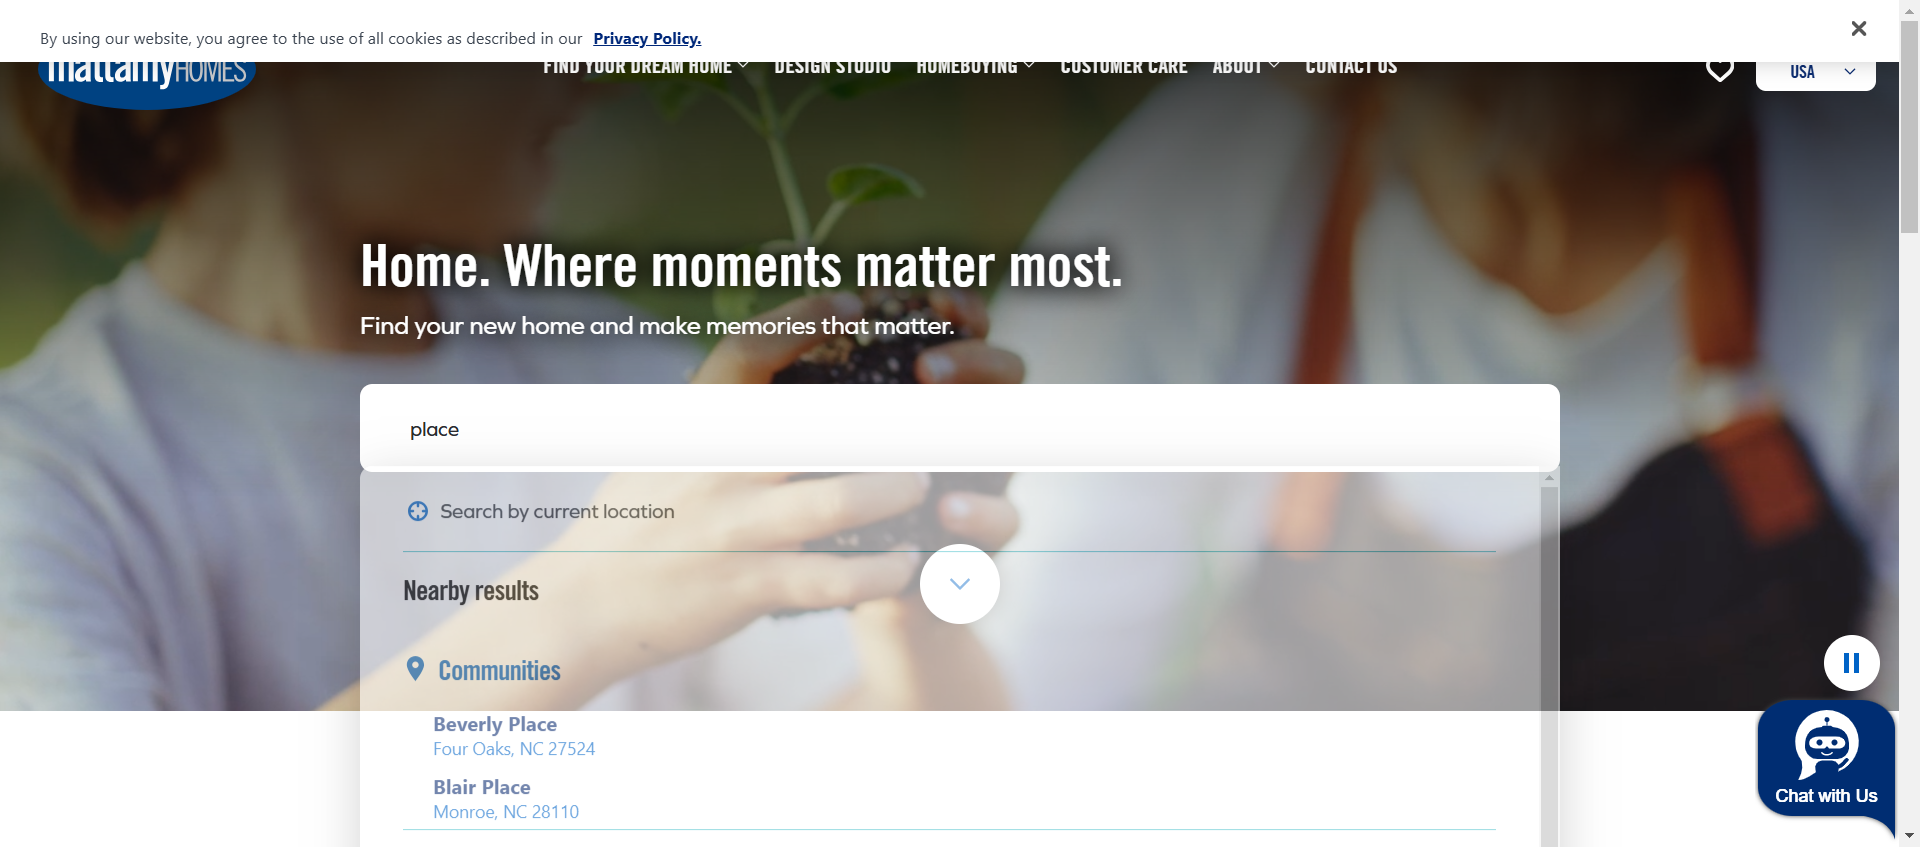 By using our website, you agree to the use of all cookies as described in our Privacy Policy.
mattamyHOMES
FIND YOUR DREAM HOME DESIGN STUDIO HOMEBUYING CUSTOMER CARE ABOUT CONTACT US
USA
Home. Where moments matter most.
Find your new home and make memories that matter.
place
Search by current location
Nearby results
Communities
Beverly Place
Four Oaks, NC 27524
Blair Place
Monroe, NC 28110
Chat with Us